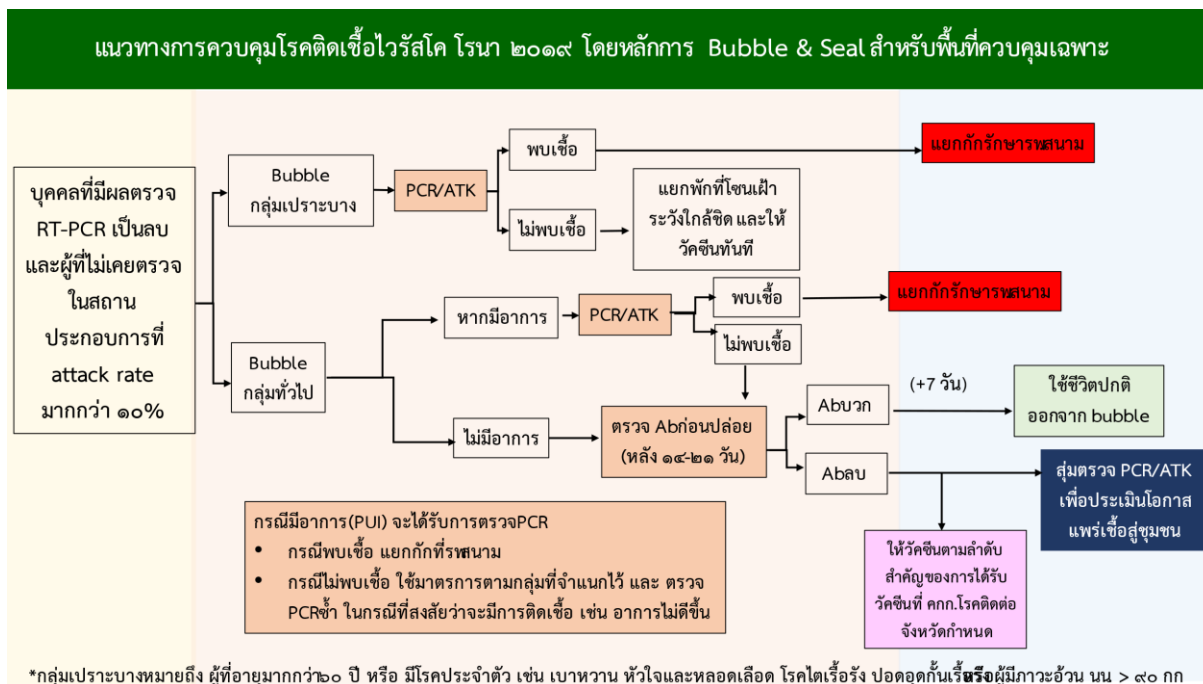 แนวทางการควบคุมโรคติดเชื้อไวรัสโค โรนา ๒๐๑๙ โดยหลักการ Bubble & Seal สำหรับพื้นที่ควบคุมเฉพาะ
บุคคลที่มีผลตรวจ
RT-PCR เป็นลบ
และผู้ที่ไม่เคยตรวจ
ในสถาน
ประกอบการที่
attack rate
มากกว่า ๑๐%
Bubble
กลุ่มเปราะบาง
PCR/ATK
พบเชื้อ
แยกกักรักษารพสนาม
ไม่พบเชื้อ
แยกพักที่โซนเฝ้า
ระวังใกล้ชิด และให้
วัคซีนทันที
Bubble
กลุ่มทั่วไป
หากมีอาการ
PCR/ATK
พบเชื้อ
แยกกักรักษารพสนาม
ไม่พบเชื้อ
ไม่มีอาการ
ตรวจ Abก่อนปล่อย
(หลัง ๑๔-๒๑ วัน)
Abบวก
(+7 วัน)
ใช้ชีวิตปกติ
ออกจาก bubble
Abลบ
สุ่มตรวจ PCR/ATK
เพื่อประเมินโอกาส
แพร่เชื้อสู่ชุมชน
ให้วัคซีนตามลำดับ
สำคัญของการได้รับ
วัคซีนที่ คกก.โรคติดต่อ
จังหวัดกำหนด
กรณีมีอาการ(PUI) จะได้รับการตรวจPCR
• กรณีพบเชื้อ แยกกักที่รพสนาม
• กรณีไม่พบเชื้อ ใช้มาตรการตามกลุ่มที่จำแนกไว้ และ ตรวจ
PCRซ้ำ ในกรณีที่สงสัยว่าจะมีการติดเชื้อ เช่น อาการไม่ดีขึ้น
*กลุ่มเปราะบางหมายถึง ผู้ที่อายุมากกว่า๖๐ ปี หรือ มีโรคประจำตัว เช่น เบาหวาน หัวใจและหลอดเลือด โรคไตเรื้อรัง ปอดอุดกั้นเรื้อรัง หรือผู้มีภาวะอ้วน นน > ๙๐ กก